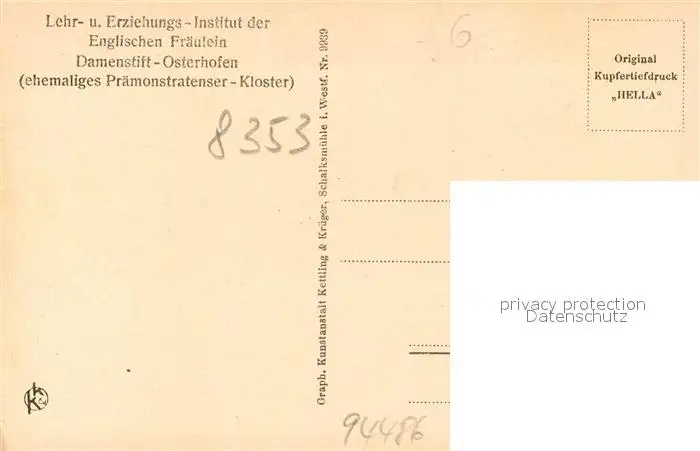 Lehr- u. Erziehungs-Institut der
Englischen Fräulein
Damenstift-Osterhofen
(ehemaliges Prämonstratenser-Kloster)
8353
6
Original
Kupfertiefdruck
„HELLA“
Graph. Kunstanstalt Kettling & Krüger, Schalksmühle i. Westf. Nr. 9939
privacy protection
Datenschutz
94486